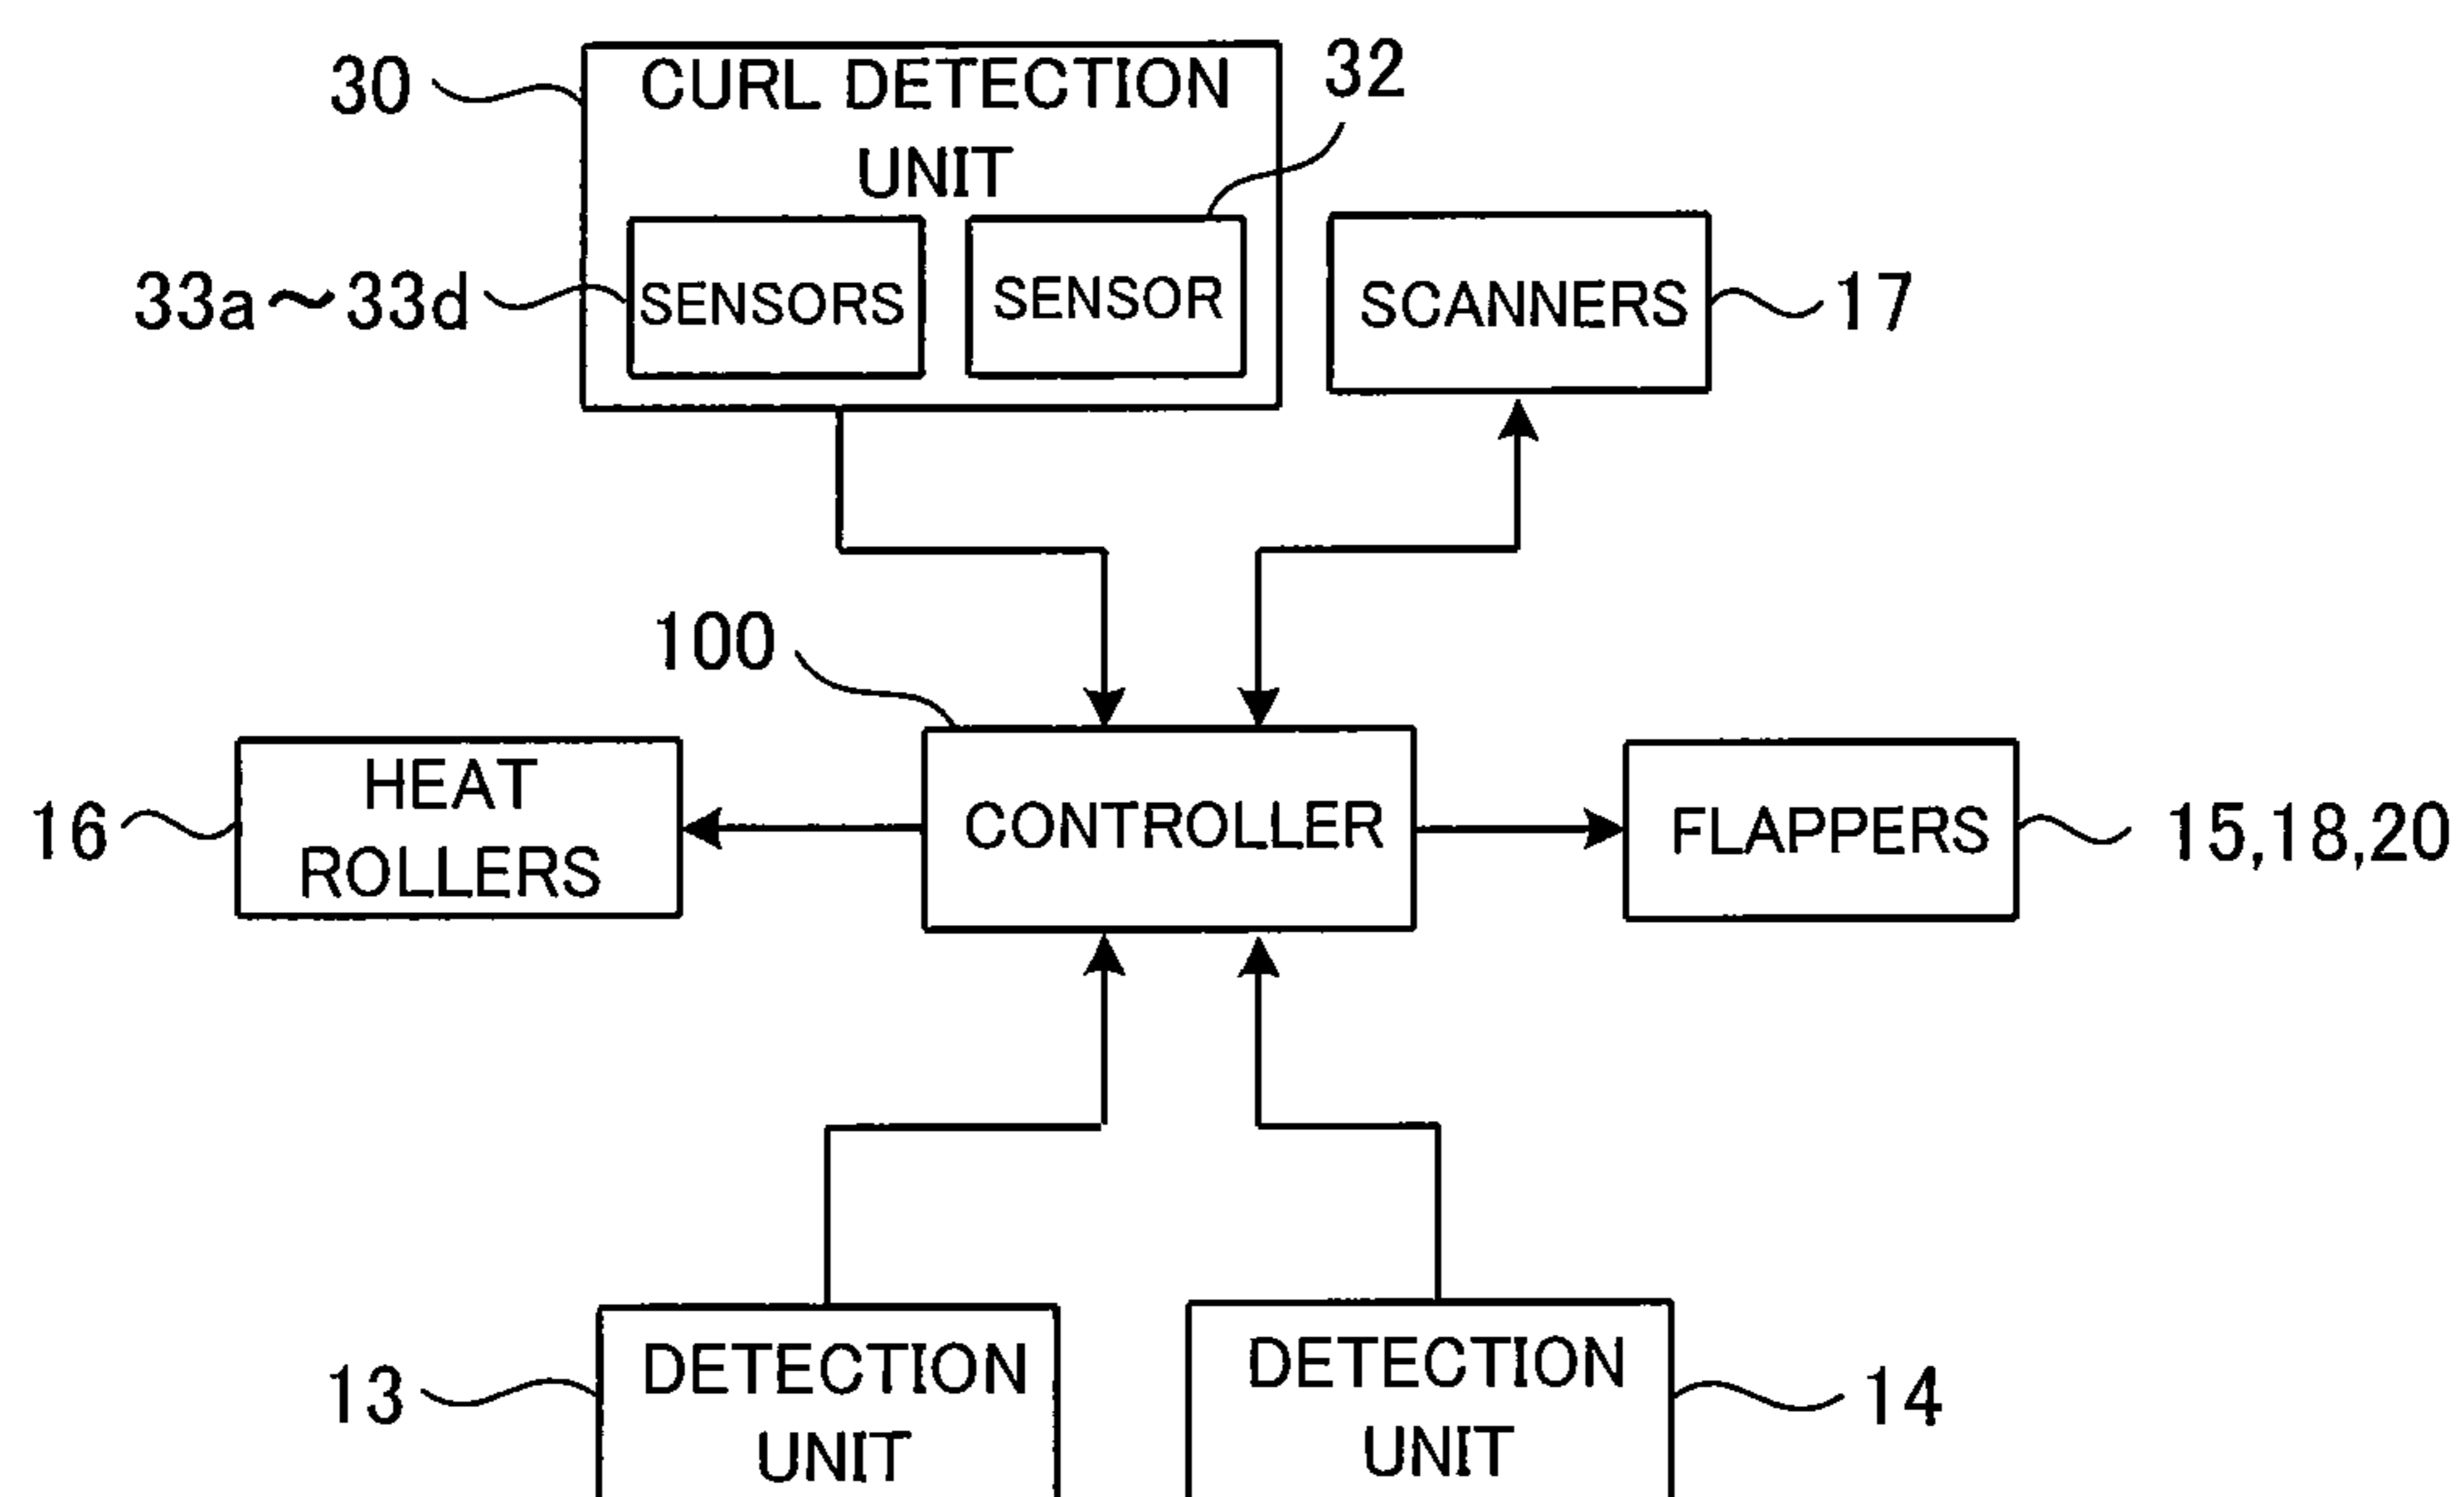 30
CURL DETECTION
UNIT
32
33a～33d
SENSORS
SENSOR
SCANNERS
17
100
16
HEAT
ROLLERS
CONTROLLER
FLAPPERS
15,18,20
13
DETECTION
UNIT
DETECTION
UNIT
14